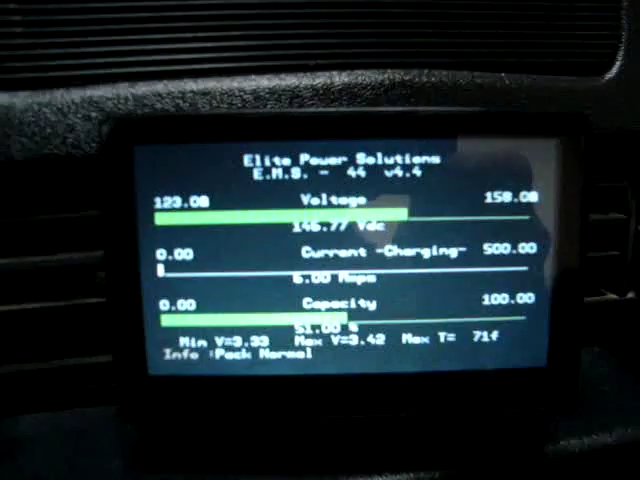 Elite Power Solutions
E.M.S. - 44 v4.4
123.08 Voltage 158.08
146.77 Vdc
0.00 Current -Charging- 500.00
6.00 Amps
0.00 Capacity 100.00
51.00 %
Min V=3.33 Max V=3.42 Max T= 71f
Info :Pack Normal